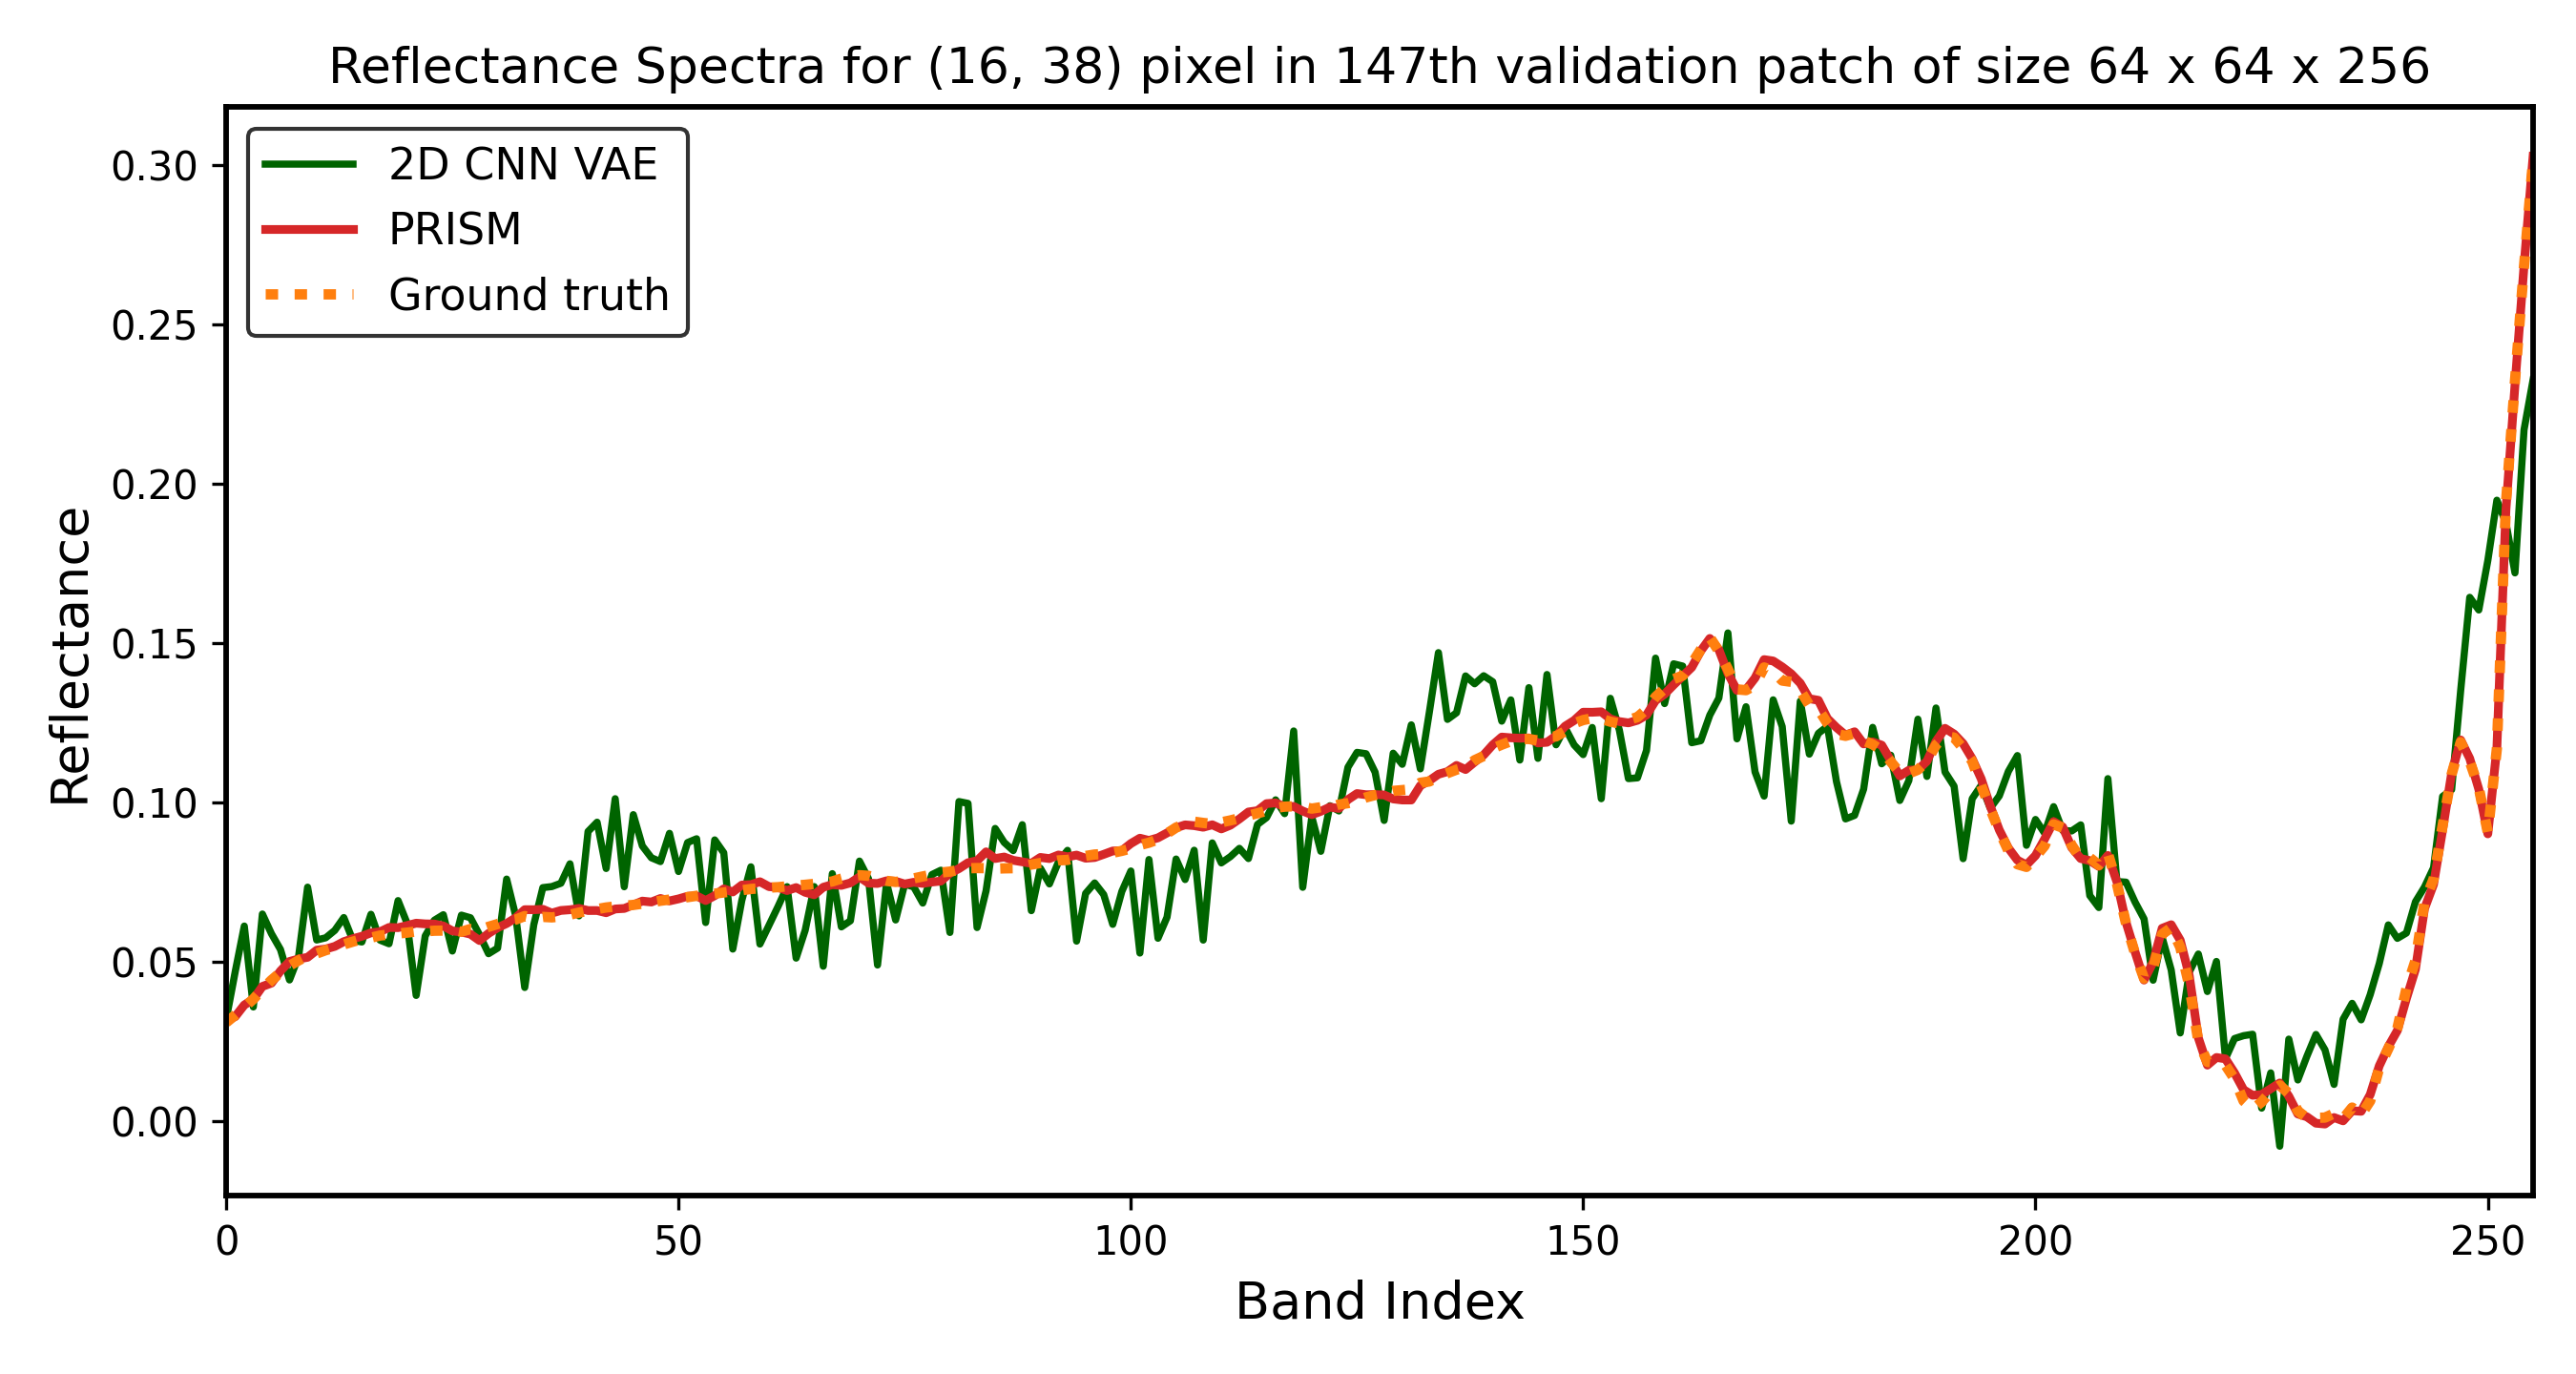 Reflectance Spectra for (16, 38) pixel in 147th validation patch of size 64 x 64 x 256
2D CNN VAE
PRISM
Ground truth
Reflectance
0.30
0.25
0.20
0.15
0.10
0.05
0.00
0 50 100 150 200 250
Band Index